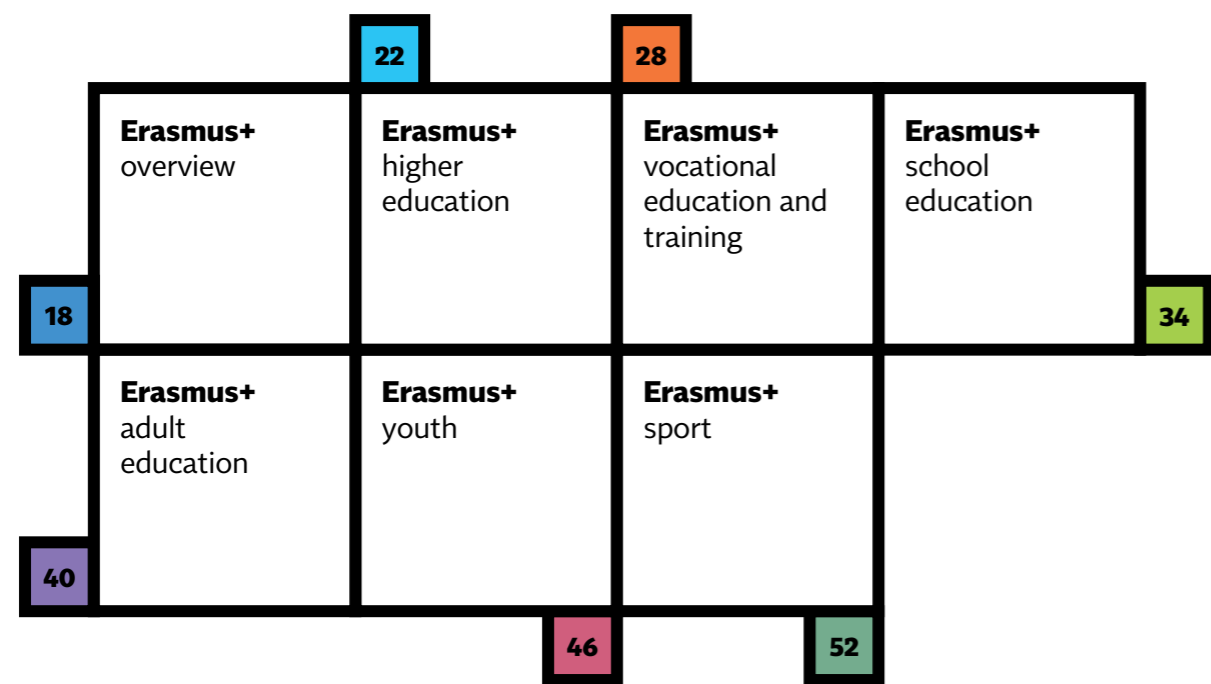 22
28
Erasmus+
overview
Erasmus+
higher
education
Erasmus+
vocational
education and
training
Erasmus+
school
education
18
34
Erasmus+
adult
education
Erasmus+
youth
Erasmus+
sport
40
46
52